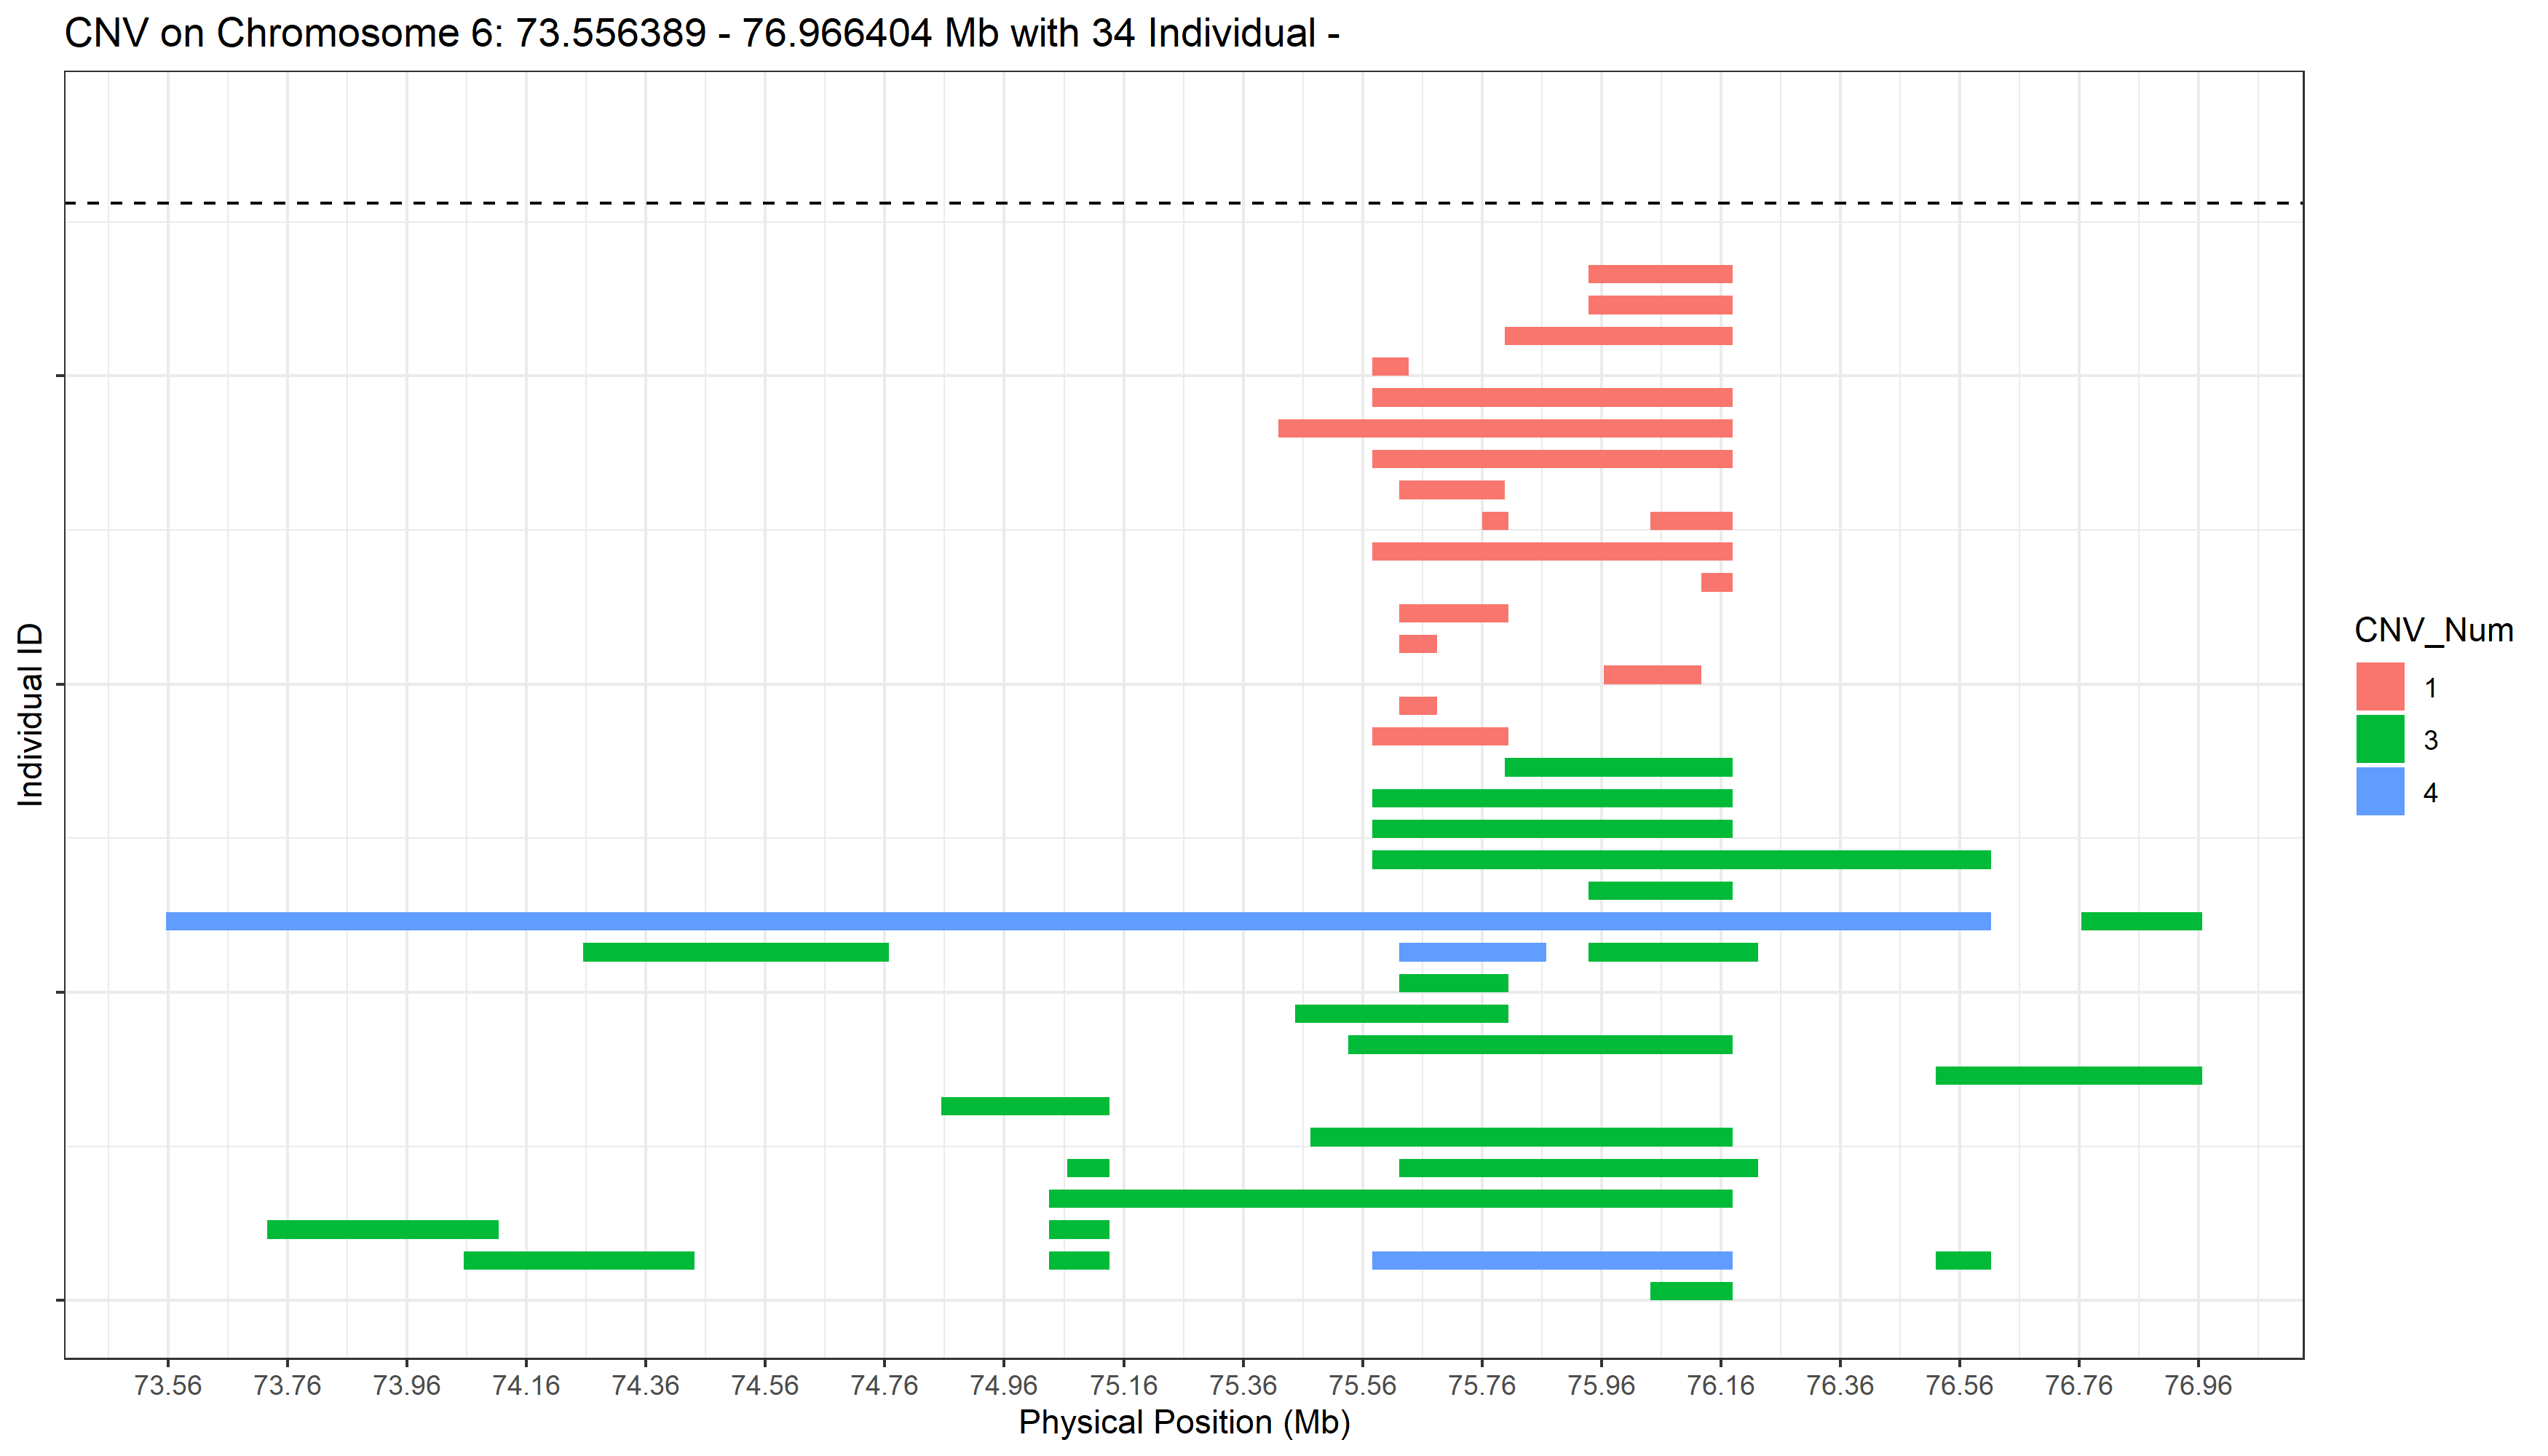 CNV on Chromosome 6: 73.556389 - 76.966404 Mb with 34 Individual -
Individual ID
CNV_Num
1
3
4
73.56 73.76 73.96 74.16 74.36 74.56 74.76 74.96 75.16 75.36 75.56 75.76 75.96 76.16 76.36 76.56 76.76 76.96
Physical Position (Mb)